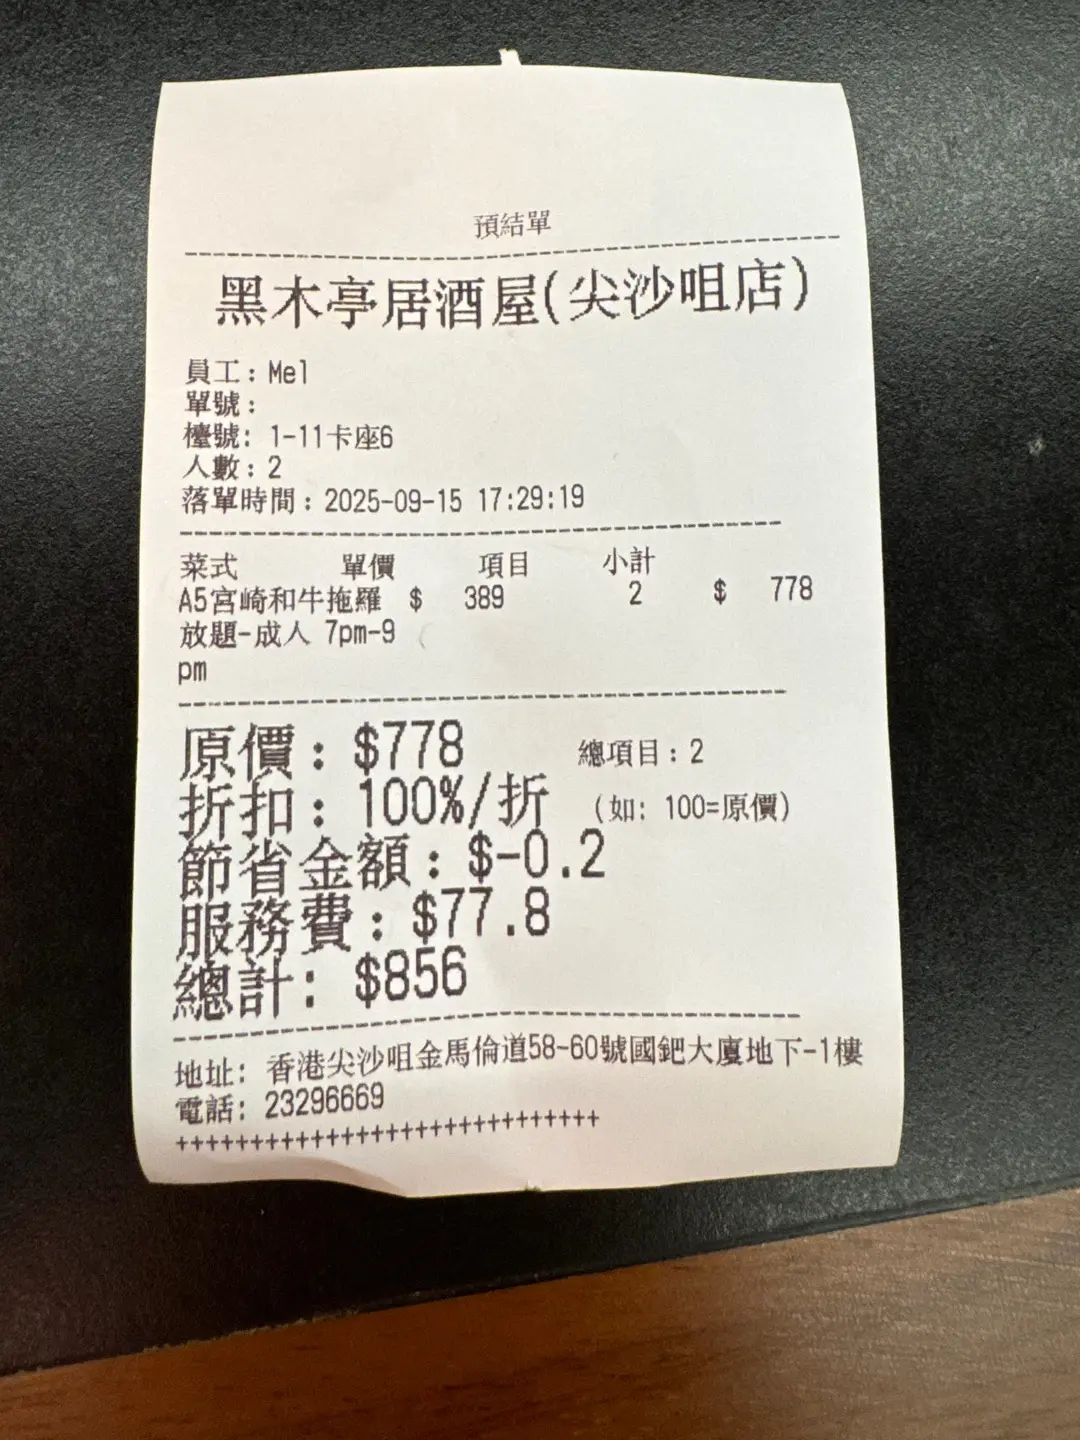 預結單
黑木亭居酒屋(尖沙咀店)
員工：Mel
單號：
檯號：1-11卡座6
人數：2
落單時間：2025-09-15 17:29:19
菜式 單價 項目 小計
A5宮崎和牛拖羅 $ 389 2 $ 778
放題-成人 7pm-9
pm
原價：$778 總項目：2
折扣：100%/折 (如：100=原價)
節省金額：$-0.2
服務費：$77.8
總計：$856
地址：香港尖沙咀金馬倫道58-60號國鈀大廈地下-1樓
電話：23296669
++++++++++++++++++++++++++++